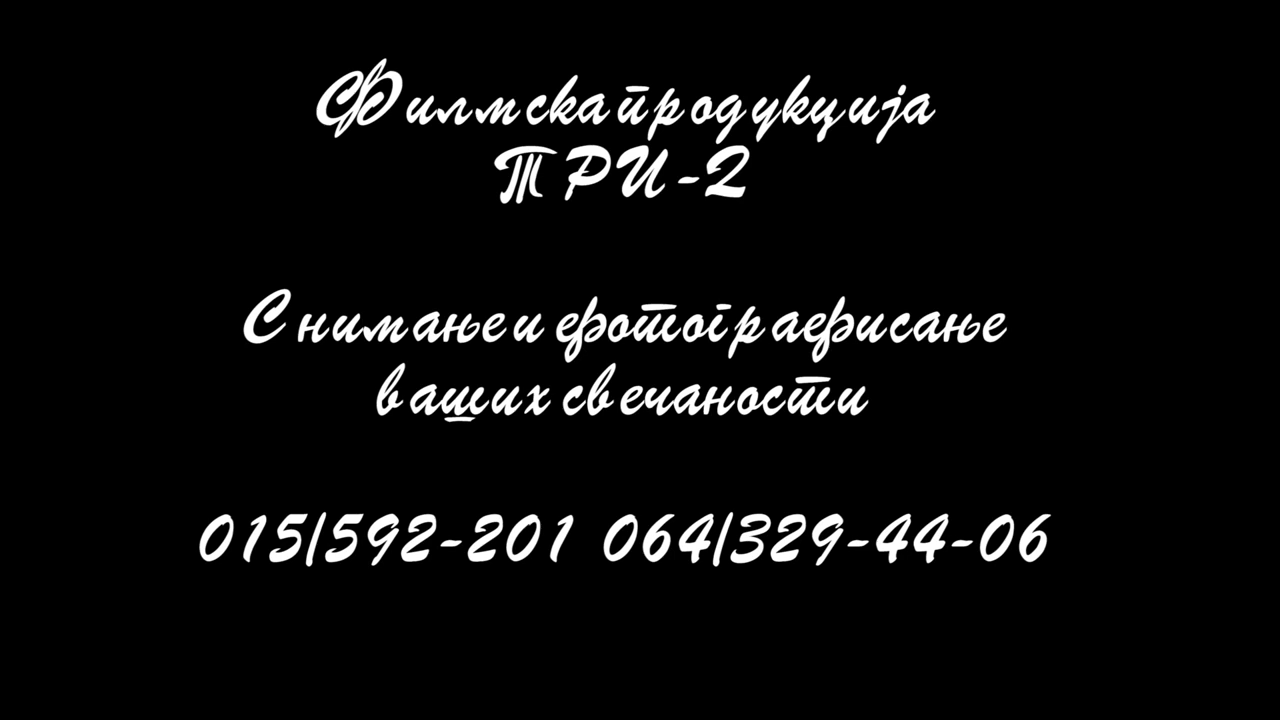 Филмска продукција
ТРИ-2
Снимање и фотографисање
ваших свечаности
015/592-201 064/329-44-06